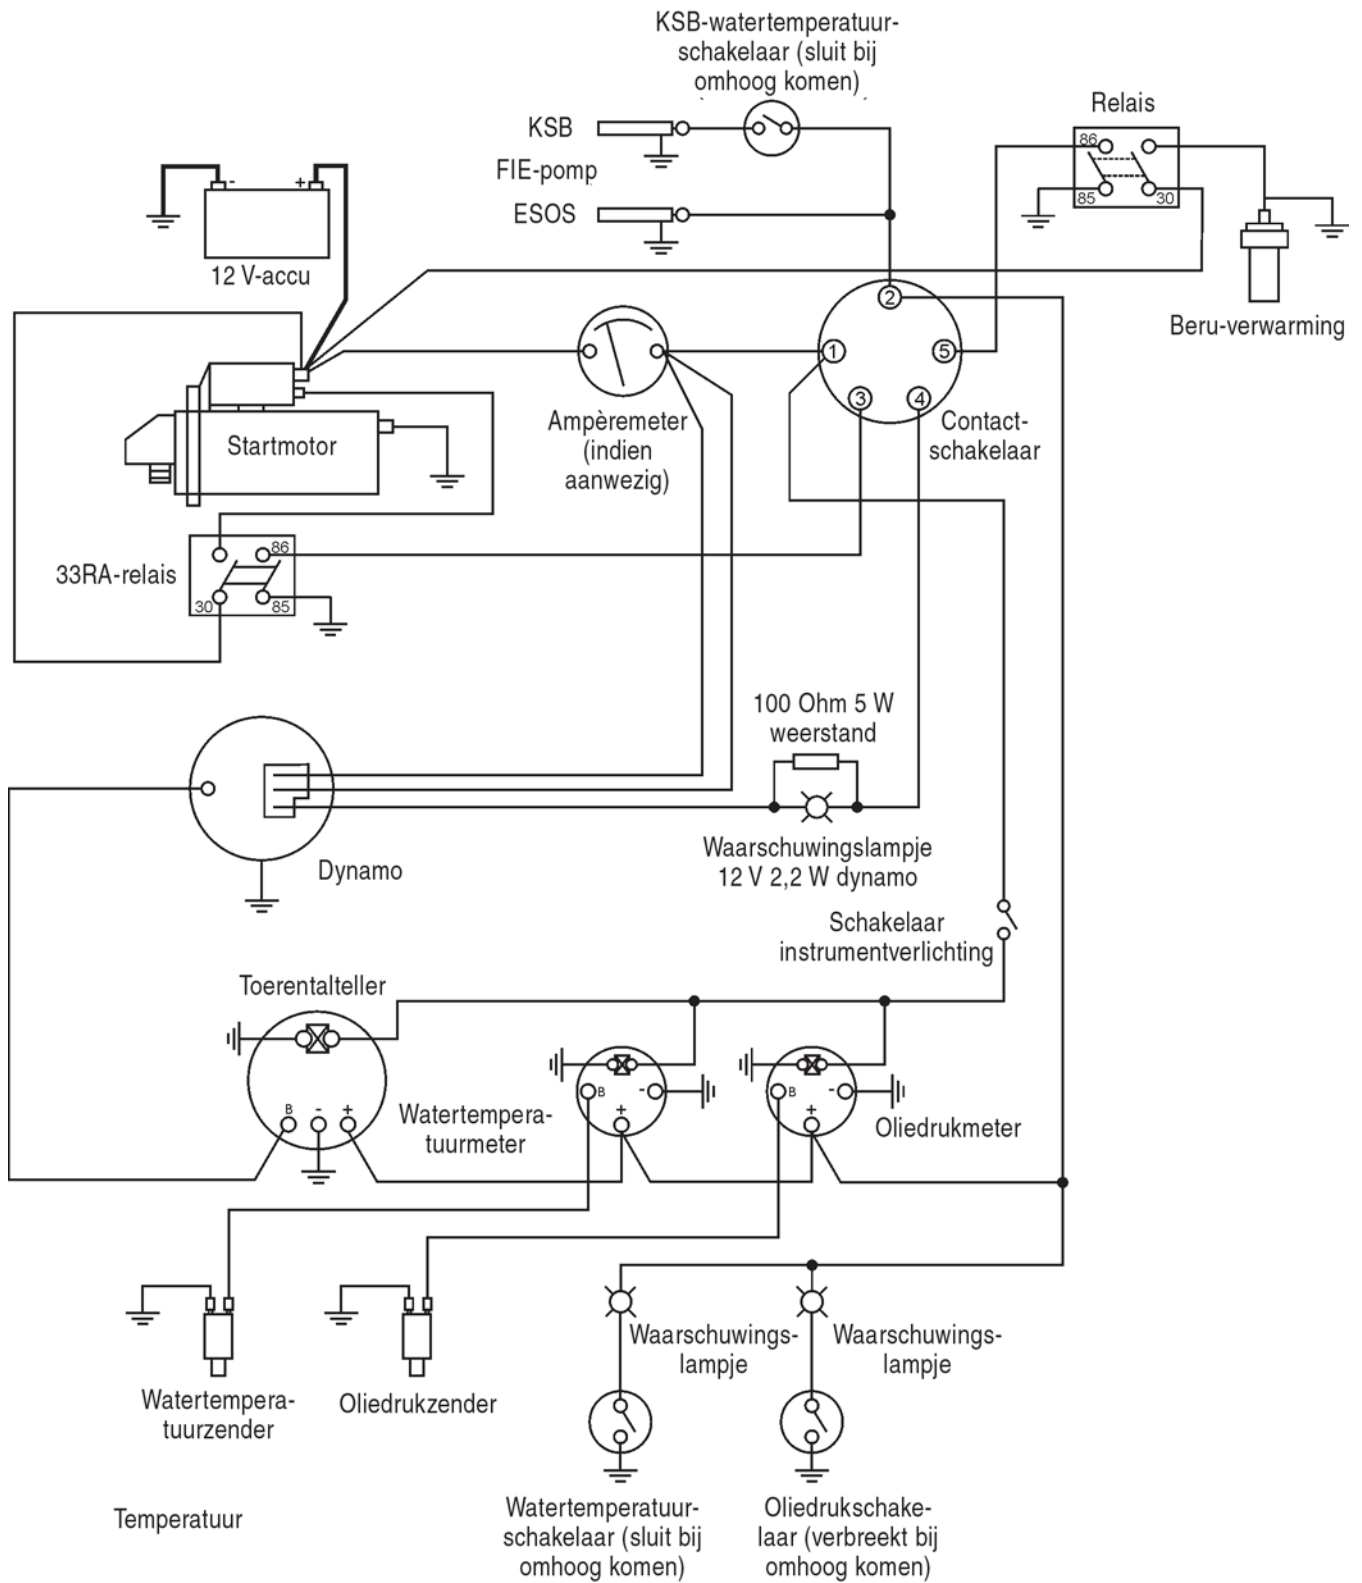 KSB-watertemperatuur-
schakelaar (sluit bij
omhoog komen)
KSB
FIE-pomp
ESOS
Relais
86
85
30
- +
12 V-accu
Beru-verwarming
2
1
5
3
4
Contact-
schakelaar
Ampèremeter
(indien
aanwezig)
Startmotor
33RA-relais
86
30
85
100 Ohm 5 W
weerstand
Waarschuwingslampje
12 V 2,2 W dynamo
Dynamo
Schakelaar
instrumentverlichting
Toerentalteller
B - +
Watertempera-
tuurmeter
B -
+
B -
+
Oliedrukmeter
Watertempera-
tuurzender
Oliedrukzender
Waarschuwings-
lampje
Waarschuwings-
lampje
Temperatuur
Watertemperatuur-
schakelaar (sluit bij
omhoog komen)
Oliedrukschake-
laar (verbreekt bij
omhoog komen)